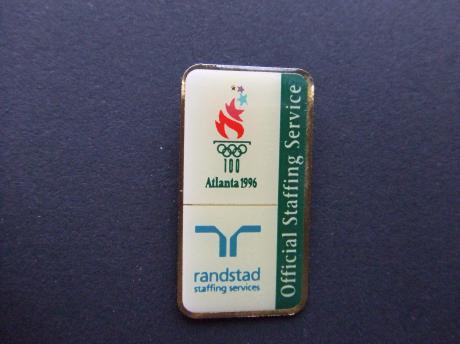 100
Atlanta 1996
randstad
staffing services
Official Staffing Service